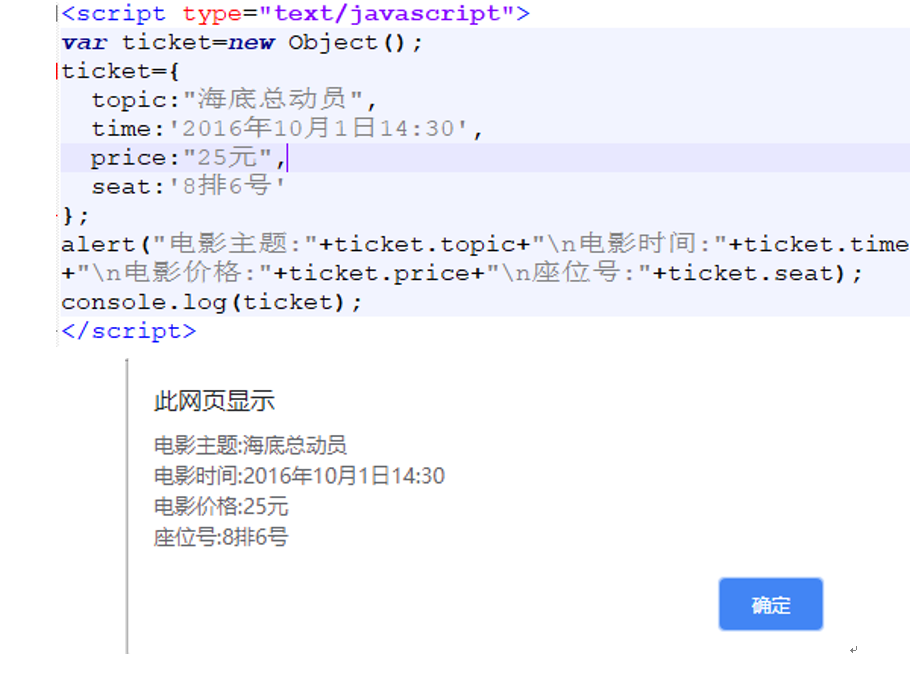 <script type="text/javascript">
var ticket=new Object();
ticket={
topic:"海底总动员",
time:'2016年10月1日14:30',
price:"25元",
seat:'8排6号'
};
alert("电影主题:"+ticket.topic+"\n电影时间:"+ticket.time
+"\n电影价格:"+ticket.price+"\n座位号:"+ticket.seat);
console.log(ticket);
</script>
此网页显示
电影主题:海底总动员
电影时间:2016年10月1日14:30
电影价格:25元
座位号:8排6号
确定